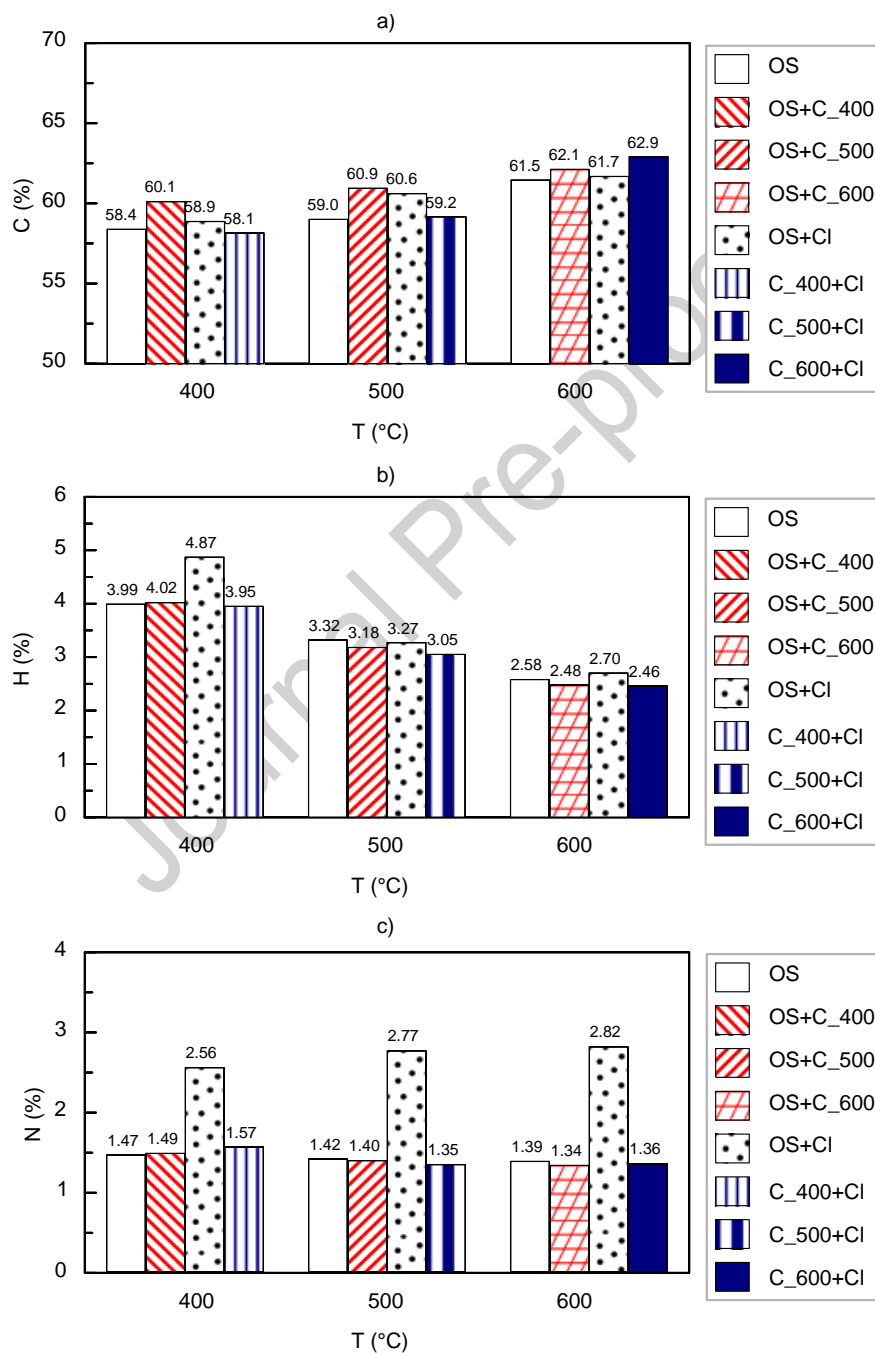 a)
70
65
60
55
50
C (%)
58.4 60.1 58.9 58.1 59.0 60.9 60.6 59.2 61.5 62.1 61.7 62.9
400 500 600
T (°C)
OS
OS+C_400
OS+C_500
OS+C_600
OS+Cl
C_400+Cl
C_500+Cl
C_600+Cl
b)
6
5
4
3
2
1
0
H (%)
3.99 4.02 4.87 3.95 3.32 3.18 3.27 3.05 2.58 2.48 2.70 2.46
400 500 600
T (°C)
OS
OS+C_400
OS+C_500
OS+C_600
OS+Cl
C_400+Cl
C_500+Cl
C_600+Cl
c)
4
3
2
1
0
N (%)
1.47 1.49 2.56 1.57 1.42 1.40 2.77 1.35 1.39 1.34 2.82 1.36
400 500 600
T (°C)
OS
OS+C_400
OS+C_500
OS+C_600
OS+Cl
C_400+Cl
C_500+Cl
C_600+Cl
Journal Pre-proo